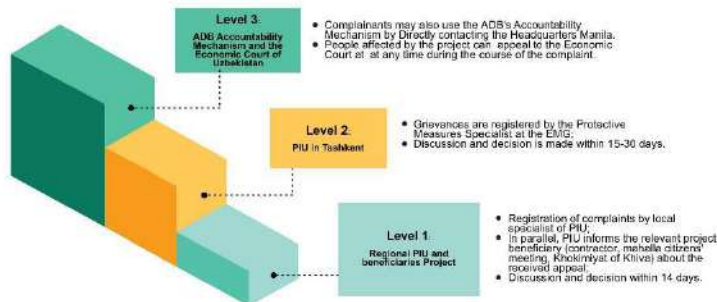 Level 3:
ADB Accountability
Mechanism and the
Economic Court of
Uzbekistan
• Complainants may also use the ADB's Accountability
Mechanism by Directly contacting the Headquarters Manila.
• People affected by the project can appeal to the Economic
Court at at any time during the course of the complaint.
Level 2:
PIU in Tashkent
• Grievances are registered by the Protective
Measures Specialist at the EMG;
• Discussion and decision is made within 15-30 days.
Level 1:
Regional PIU and
beneficiaries Project
• Registration of complaints by local
specialist of PIU;
• In parallel, PIU informs the relevant project
beneficiary (contractor, mahalla citizens'
meeting, Khokimiyat of Khiva) about the
received appeal;
• Discussion and decision within 14 days.